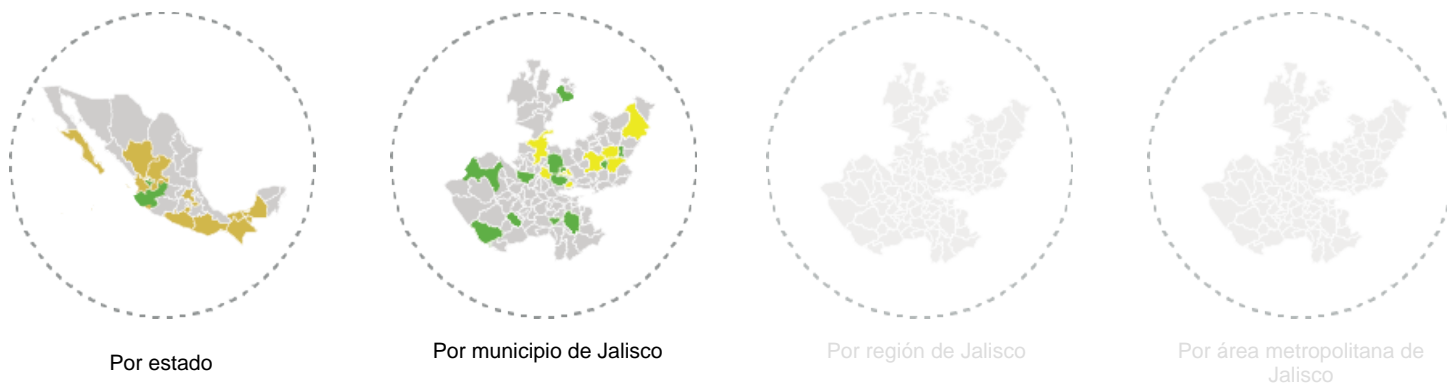 Por estado
Por municipio de Jalisco
Por región de Jalisco
Por área metropolitana de
Jalisco